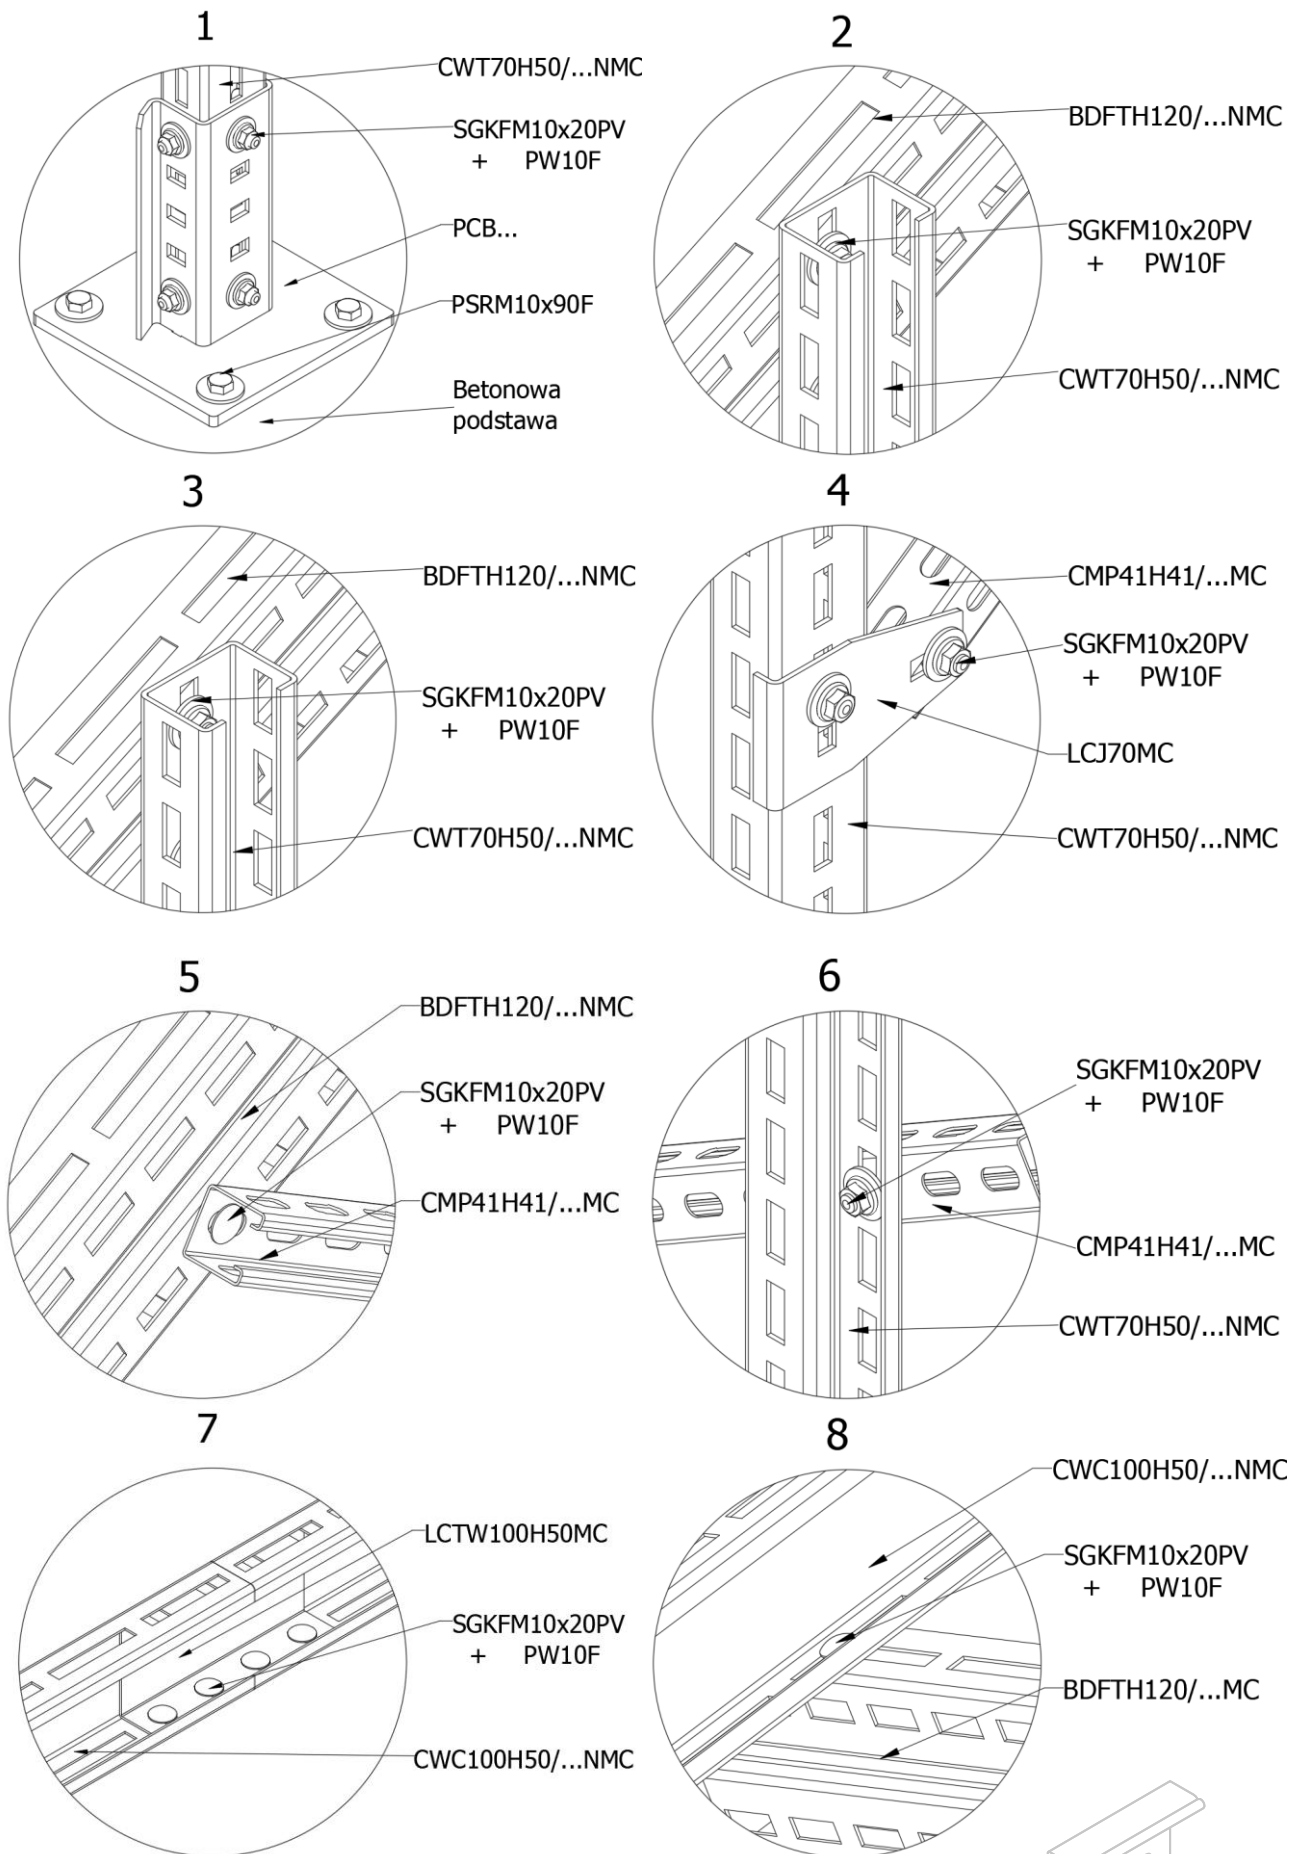 1
CWT70H50/...NMC
SGKFM10x20PV
+ PW10F
PCB...
PSRM10x90F
Betonowa
podstawa
2
BDFTH120/...NMC
SGKFM10x20PV
+ PW10F
CWT70H50/...NMC
3
BDFTH120/...NMC
SGKFM10x20PV
+ PW10F
CWT70H50/...NMC
4
CMP41H41/...MC
SGKFM10x20PV
+ PW10F
LCJ70MC
CWT70H50/...NMC
5
BDFTH120/...NMC
SGKFM10x20PV
+ PW10F
CMP41H41/...MC
6
SGKFM10x20PV
+ PW10F
CMP41H41/...MC
CWT70H50/...NMC
7
LCTW100H50MC
SGKFM10x20PV
+ PW10F
CWC100H50/...NMC
8
CWC100H50/...NMC
SGKFM10x20PV
+ PW10F
BDFTH120/...MC